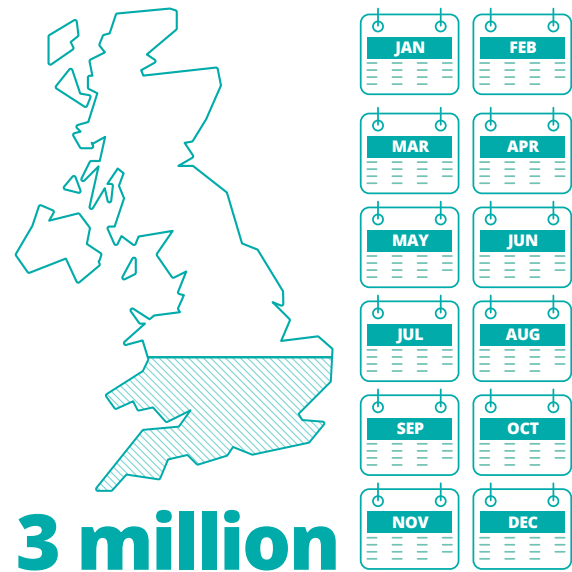 JAN
FEB
MAR
APR
MAY
JUN
JUL
AUG
SEP
OCT
NOV
DEC
3 million